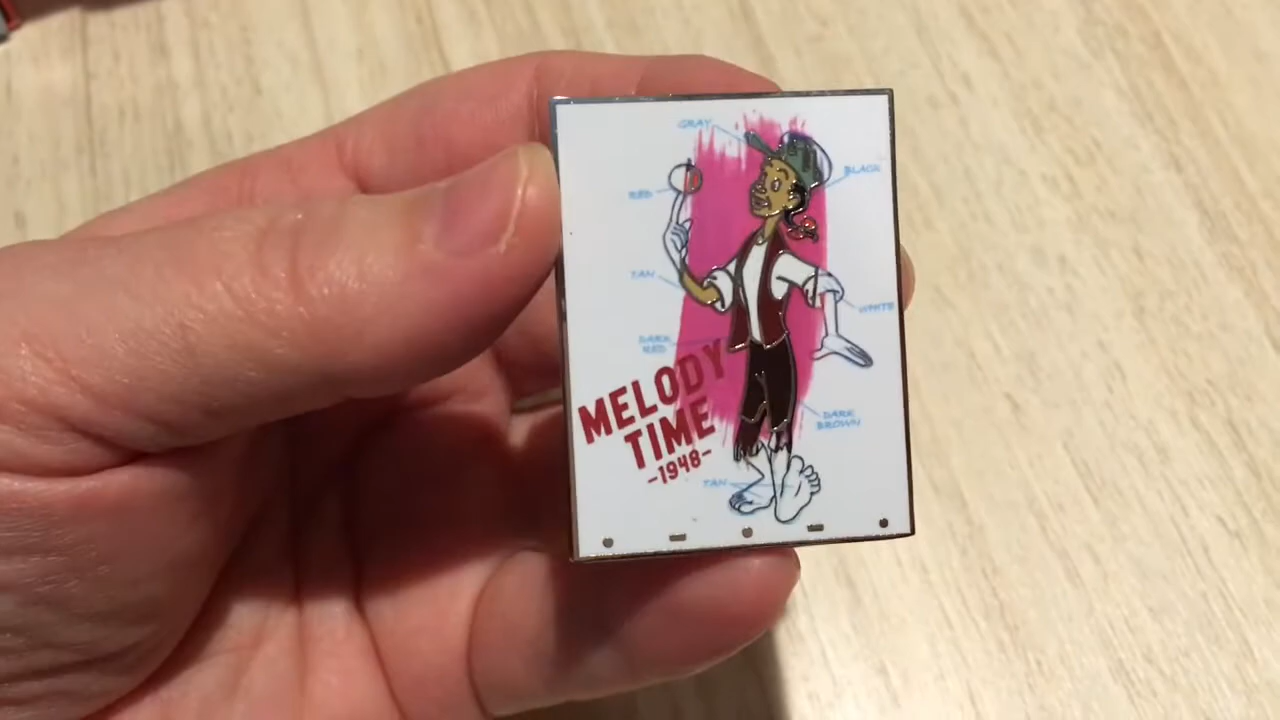 GRAY
BLACK
RED
TAN
WHITE
DARK
RED
MELODY
TIME
-1948-
DARK
BROWN
TAN